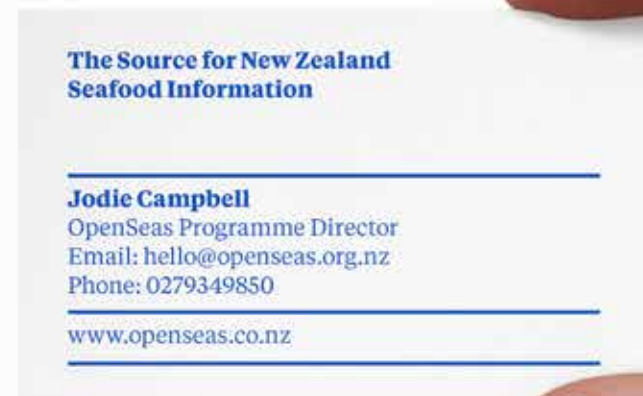 The Source for New Zealand
Seafood Information
Jodie Campbell
OpenSeas Programme Director
Email: hello@openseas.org.nz
Phone: 0279349850
www.openseas.co.nz